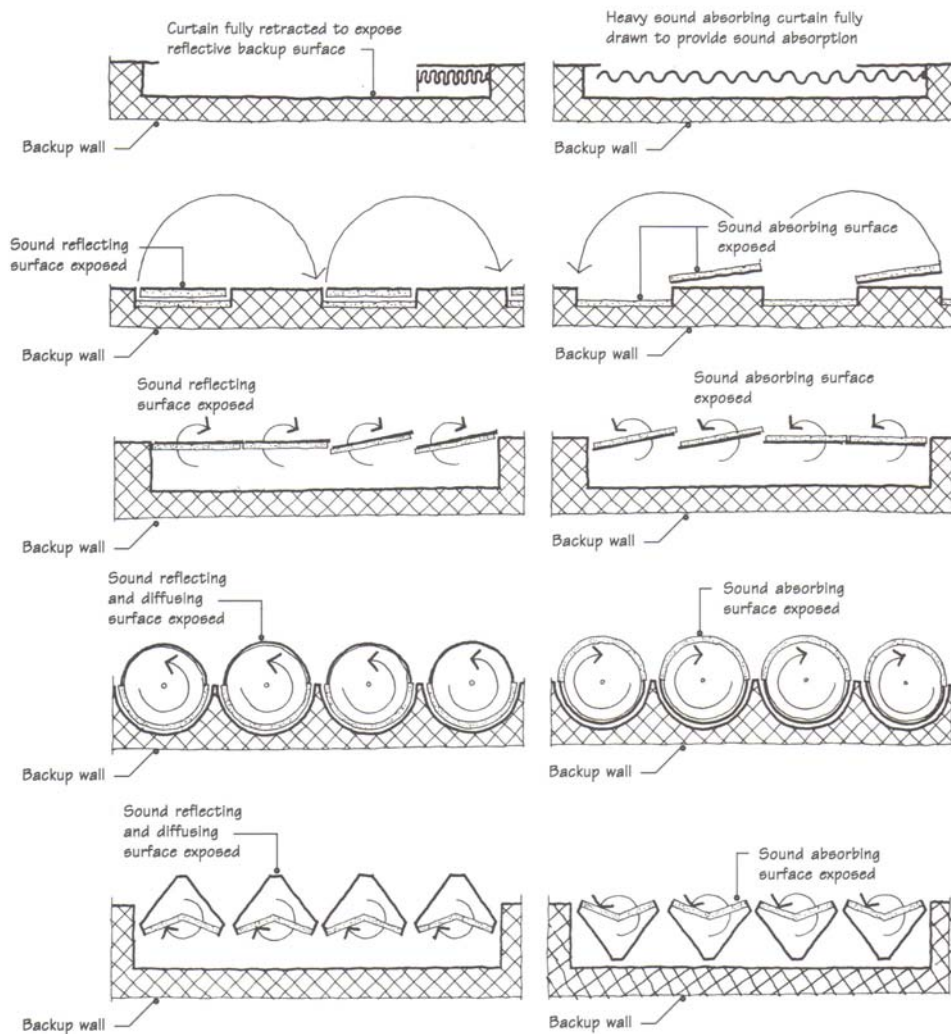 Curtain fully retracted to expose
reflective backup surface
Heavy sound absorbing curtain fully
drawn to provide sound absorption
Backup wall
Backup wall
Sound reflecting
surface exposed
Sound absorbing surface
exposed
Backup wall
Backup wall
Sound reflecting
surface exposed
Sound absorbing surface
exposed
Backup wall
Backup wall
Sound reflecting
and diffusing
surface exposed
Sound absorbing
surface exposed
Backup wall
Backup wall
Sound reflecting
and diffusing
surface exposed
Sound absorbing
surface exposed
Backup wall
Backup wall